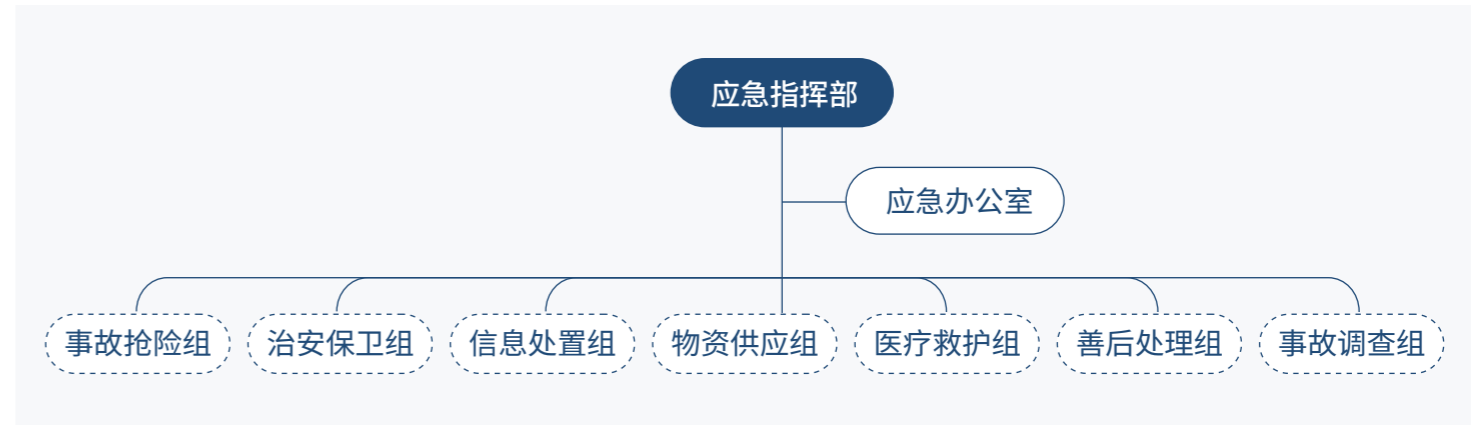 应急指挥部
应急办公室
事故抢险组
治安保卫组
信息处置组
物资供应组
医疗救护组
善后处理组
事故调查组